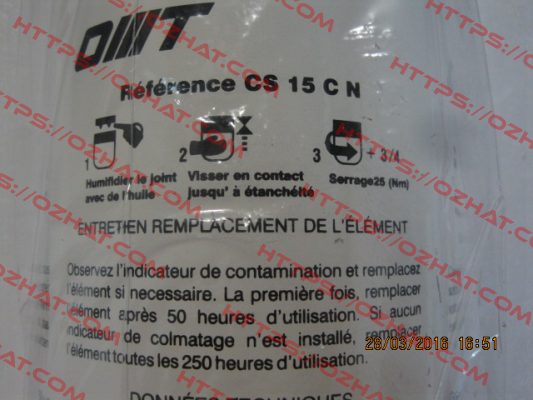 OMT
Référence CS 15 C N
1 2 3 + 3/4
Humidifier le joint
avec de l'huile
Visser en contact
jusqu' à étanchéité
Serrage25 (Nm)
ENTRETIEN REMPLACEMENT DE L'ÉLÉMENT
Observez l'indicateur de contamination et remplacez
l'élément si necessaire. La première fois, remplacer
élément après 50 heures d'utilisation. Si aucun
indicateur de colmatage n'est installé, remplacer
l'élément toutes les 250 heures d'utilisation.
28/03/2016 16:51
DONNÉES TECHNIQUES
HTTPS://OZHAT.COM